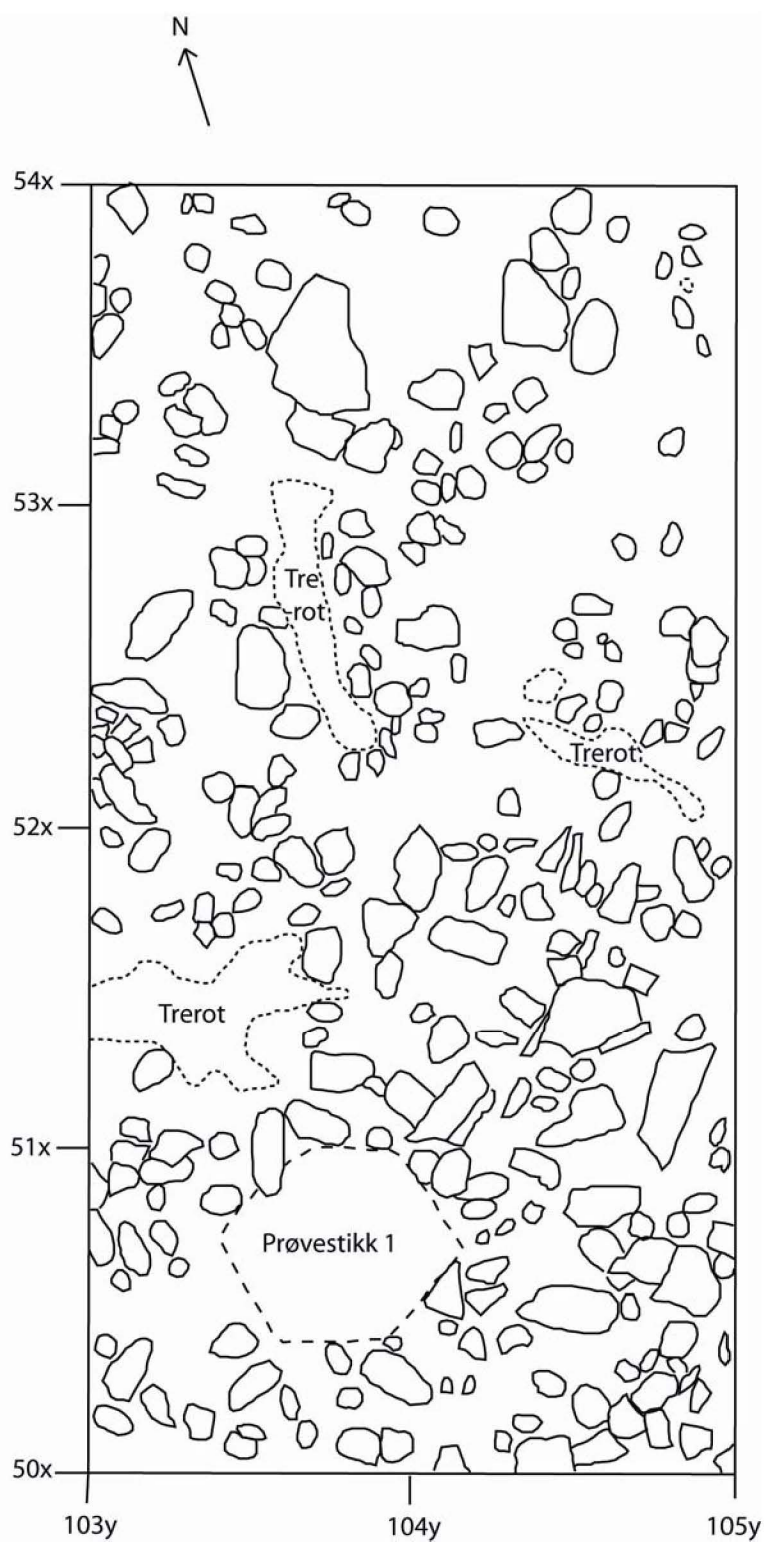 N
54x
53x
Tre
-rot
Trerot
52x
Trerot
51x
Prøvestikk 1
50x
103y
104y
105y